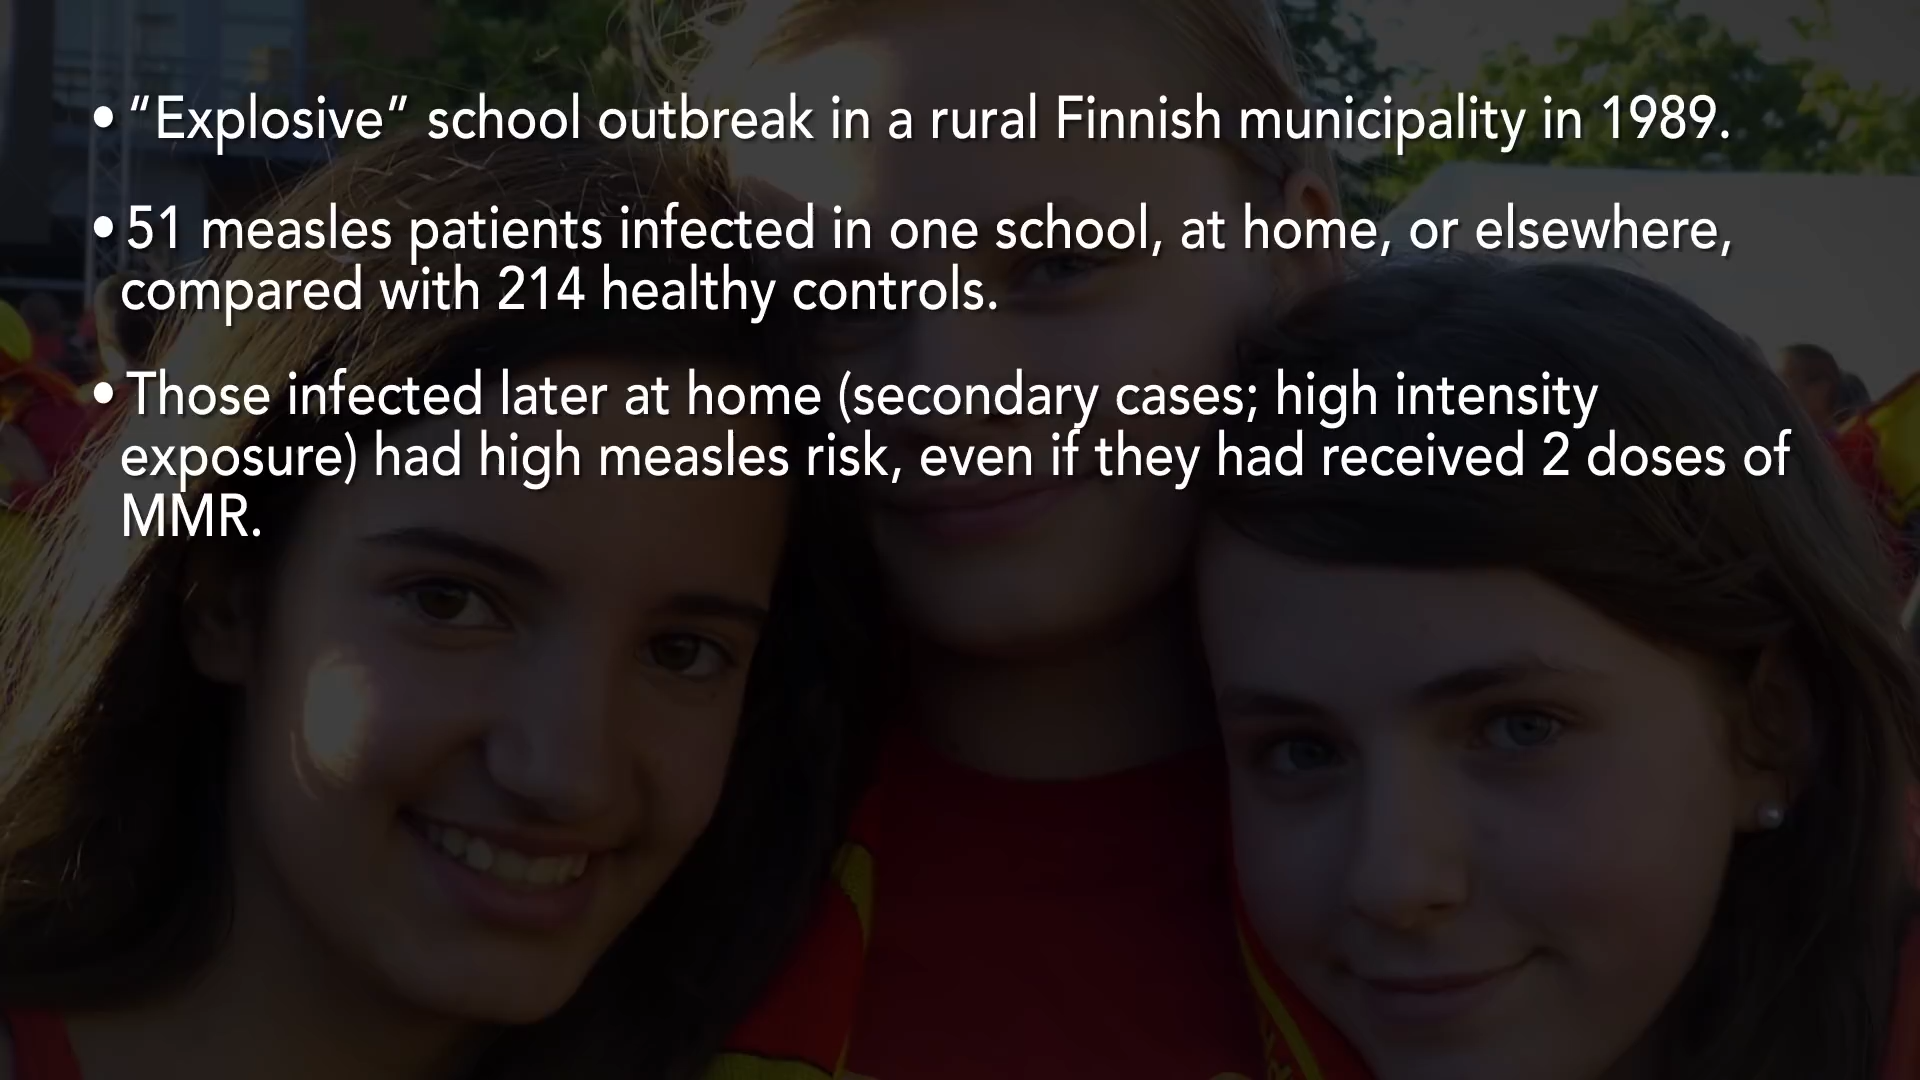 • “Explosive” school outbreak in a rural Finnish municipality in 1989.
• 51 measles patients infected in one school, at home, or elsewhere,
compared with 214 healthy controls.
• Those infected later at home (secondary cases; high intensity
exposure) had high measles risk, even if they had received 2 doses of
MMR.